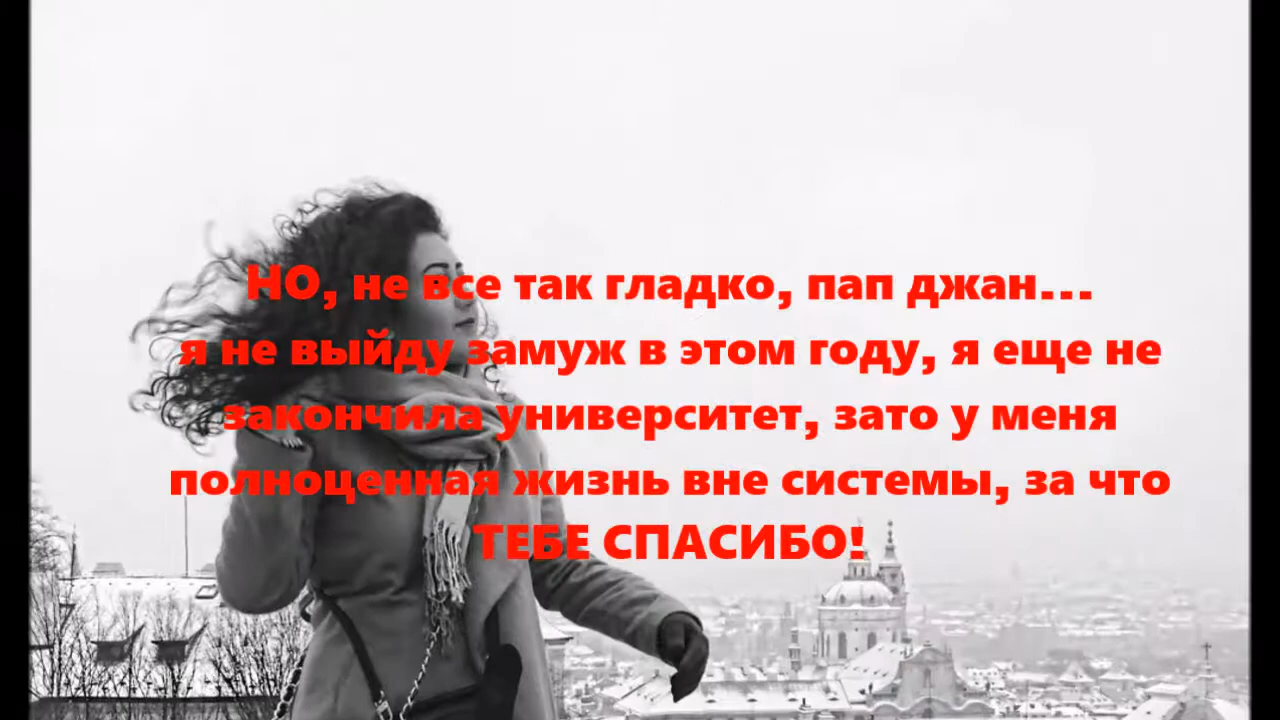 НО, не все так гладко, пап джан...
я не выйду замуж в этом году, я еще не
закончила университет, зато у меня
полноценная жизнь вне системы, за что
ТЕБЕ СПАСИБО!